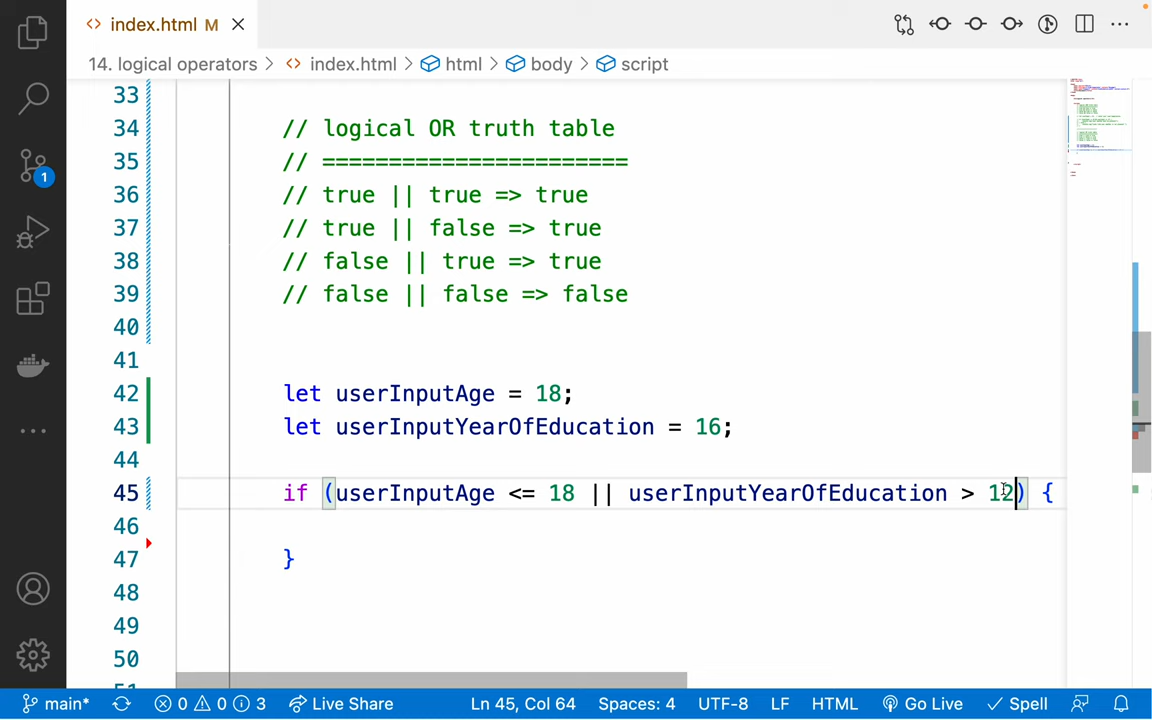 index.html M
14. logical operators > index.html > html > body > script
33
34 // logical OR truth table
35 // =======================
36 // true || true => true
37 // true || false => true
38 // false || true => true
39 // false || false => false
40
41
42 let userInputAge = 18;
43 let userInputYearOfEducation = 16;
44
45 if (userInputAge <= 18 || userInputYearOfEducation > 12) {
46
47 }
48
49
50
1
main* 0 0 3 Live Share Ln 45, Col 64 Spaces: 4 UTF-8 LF HTML Go Live Spell